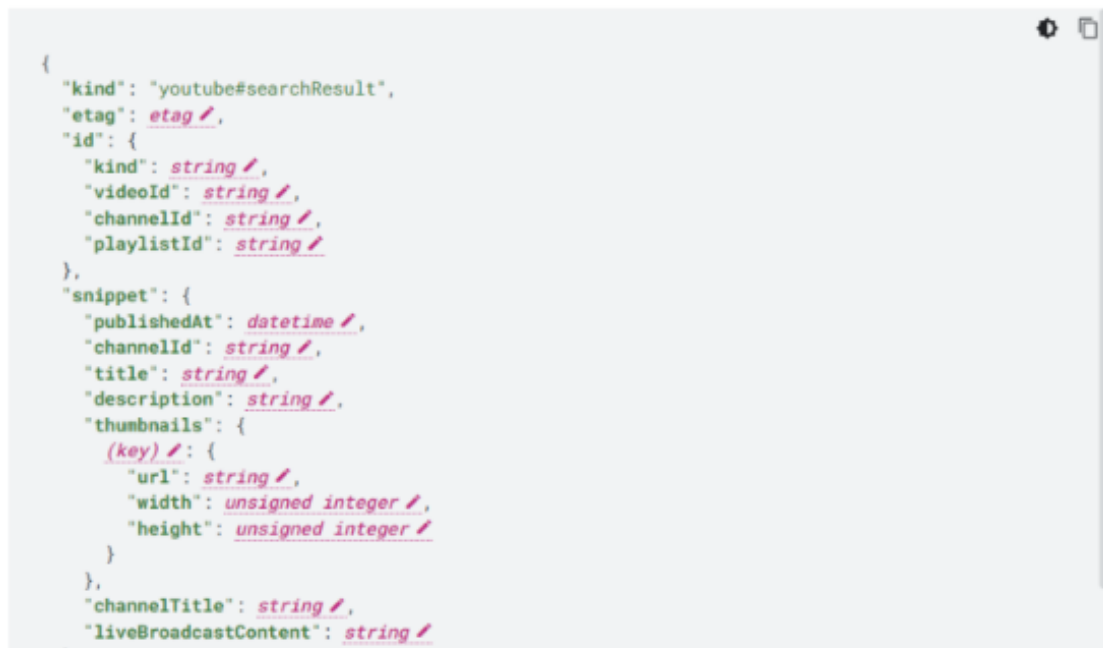 {
"kind": "youtube#searchResult",
"etag": etag,
"id": {
"kind": string,
"videoId": string,
"channelId": string,
"playlistId": string
},
"snippet": {
"publishedAt": datetime,
"channelId": string,
"title": string,
"description": string,
"thumbnails": {
(key): {
"url": string,
"width": unsigned integer,
"height": unsigned integer
}
},
"channelTitle": string,
"liveBroadcastContent": string